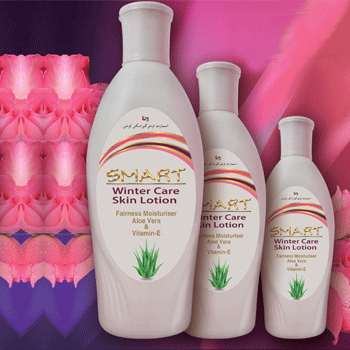 SMART
Winter Care
Skin Lotion
Fairness Moisturiser
Aloe Vera
&
Vitamin-E
SMART
Winter Care
Skin Lotion
Fairness Moisturiser
Aloe Vera
&
Vitamin-E
SMART
Winter Care
Skin Lotion
Fairness Moisturiser
Aloe Vera
&
Vitamin-E